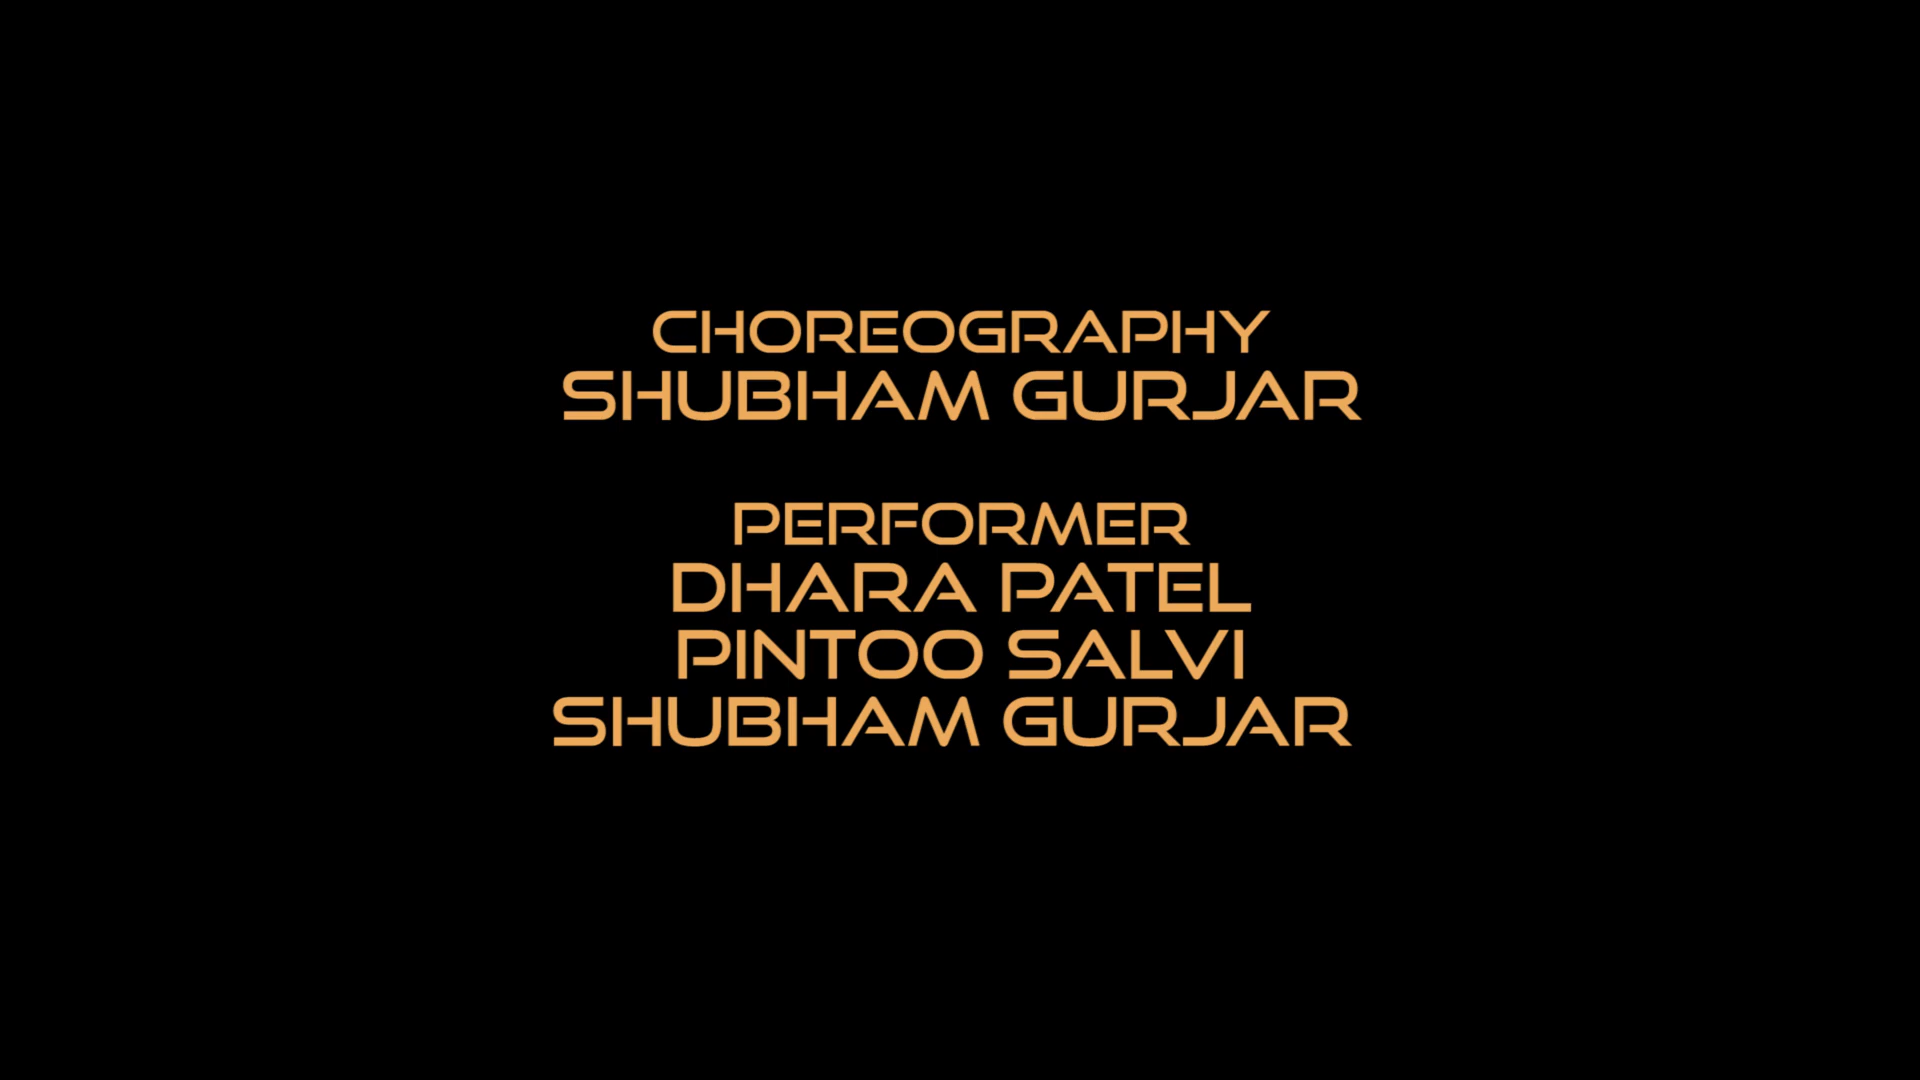 CHOREOGRAPHY
SHUBHAM GURJAR
PERFORMER
DHARA PATEL
PINTOO SALVI
SHUBHAM GURJAR